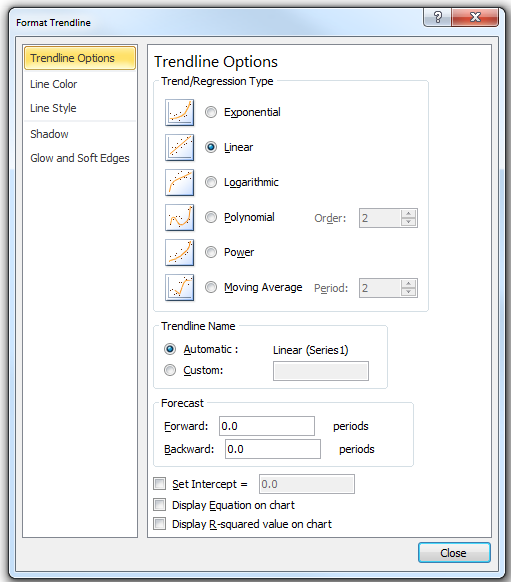 Format Trendline
Trendline Options
Line Color
Line Style
Shadow
Glow and Soft Edges
Trendline Options
Trend/Regression Type
Exponential
Linear
Logarithmic
Polynomial Order: 2
Power
Moving Average Period: 2
Trendline Name
Automatic : Linear (Series1)
Custom:
Forecast
Forward: 0.0 periods
Backward: 0.0 periods
Set Intercept = 0.0
Display Equation on chart
Display R-squared value on chart
Close